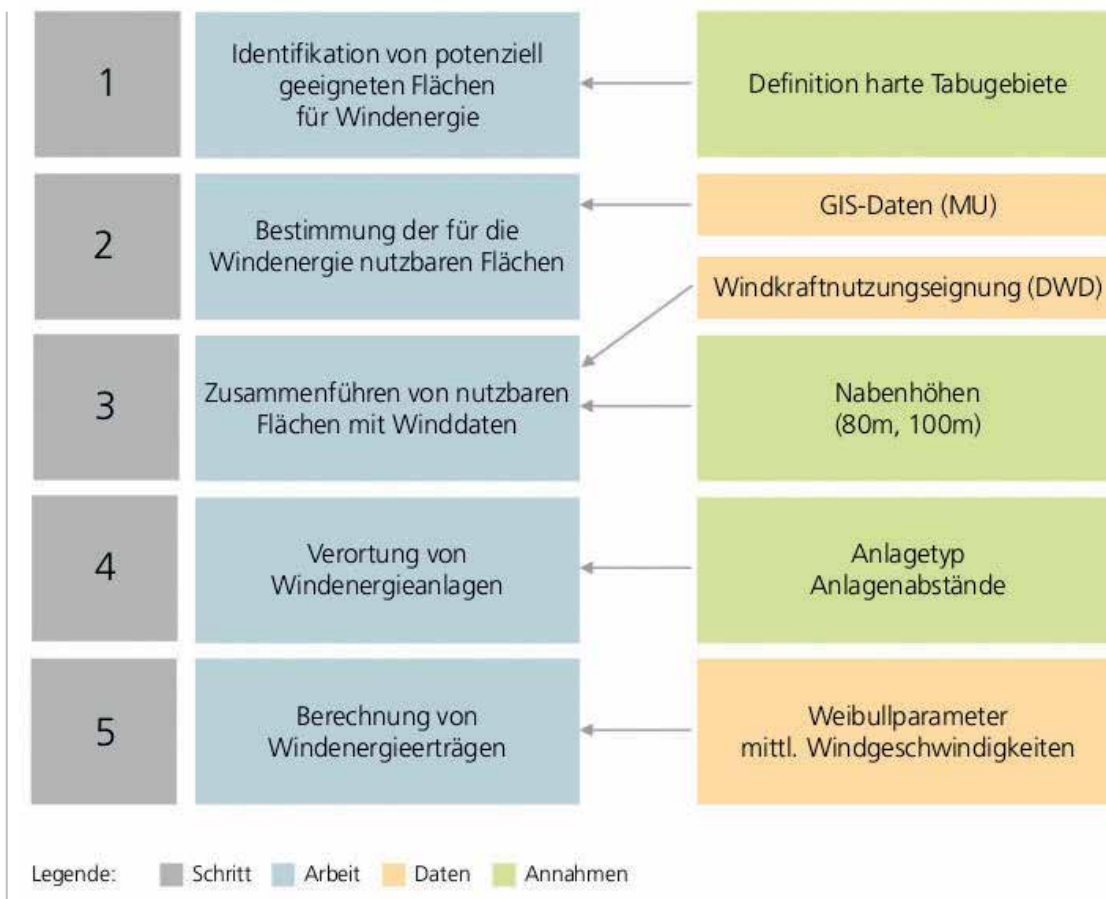 1
Identifikation von potenziell
geeigneten Flächen
für Windenergie
Definition harte Tabugebiete
2
Bestimmung der für die
Windenergie nutzbaren Flächen
GIS-Daten (MU)
Windkraftnutzungseignung (DWD)
3
Zusammenführen von nutzbaren
Flächen mit Winddaten
Nabenhöhen
(80m, 100m)
4
Verortung von
Windenergieanlagen
Anlagetyp
Anlagenabstände
5
Berechnung von
Windenergieerträgen
Weibullparameter
mittl. Windgeschwindigkeiten
Legende: Schritt Arbeit Daten Annahmen